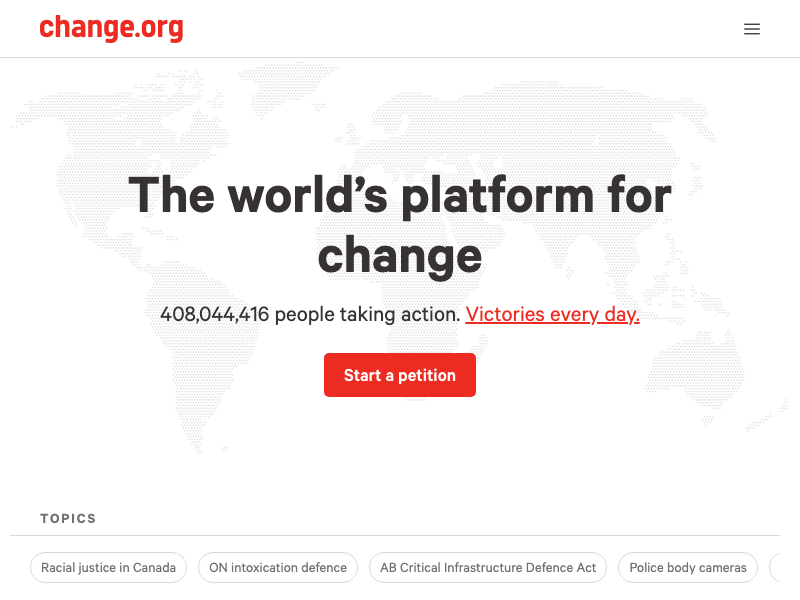 change.org
The world’s platform for
change
408,044,416 people taking action. Victories every day.
Start a petition
TOPICS
Racial justice in Canada
ON intoxication defence
AB Critical Infrastructure Defence Act
Police body cameras